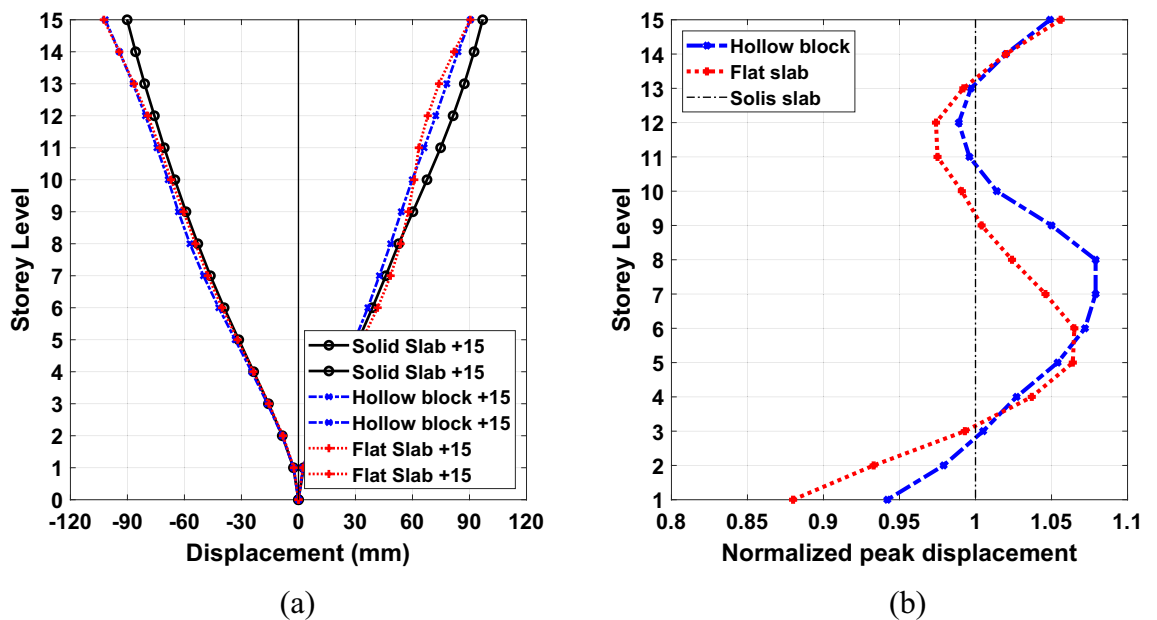 15
14
13
12
11
10
9
8
7
6
5
4
3
2
1
0
Storey Level
-120 -90 -60 -30 0 30 60 90 120
Displacement (mm)
Solid Slab +15
Solid Slab +15
Hollow block +15
Hollow block +15
Flat Slab +15
Flat Slab +15
(a)
15
14
13
12
11
10
9
8
7
6
5
4
3
2
1
Storey Level
0.8 0.85 0.9 0.95 1 1.05 1.1
Normalized peak displacement
Hollow block
Flat slab
Solis slab
(b)